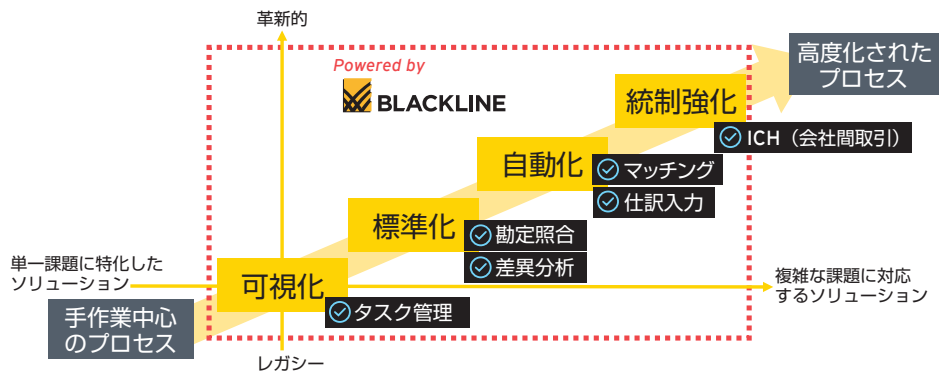 革新的
Powered by
BLACKLINE
高度化された
プロセス
統制強化
ICH（会社間取引）
自動化
マッチング
仕訳入力
標準化
勘定照合
差異分析
単一課題に特化した
ソリューション
可視化
タスク管理
複雑な課題に対応
するソリューション
手作業中心
のプロセス
レガシー